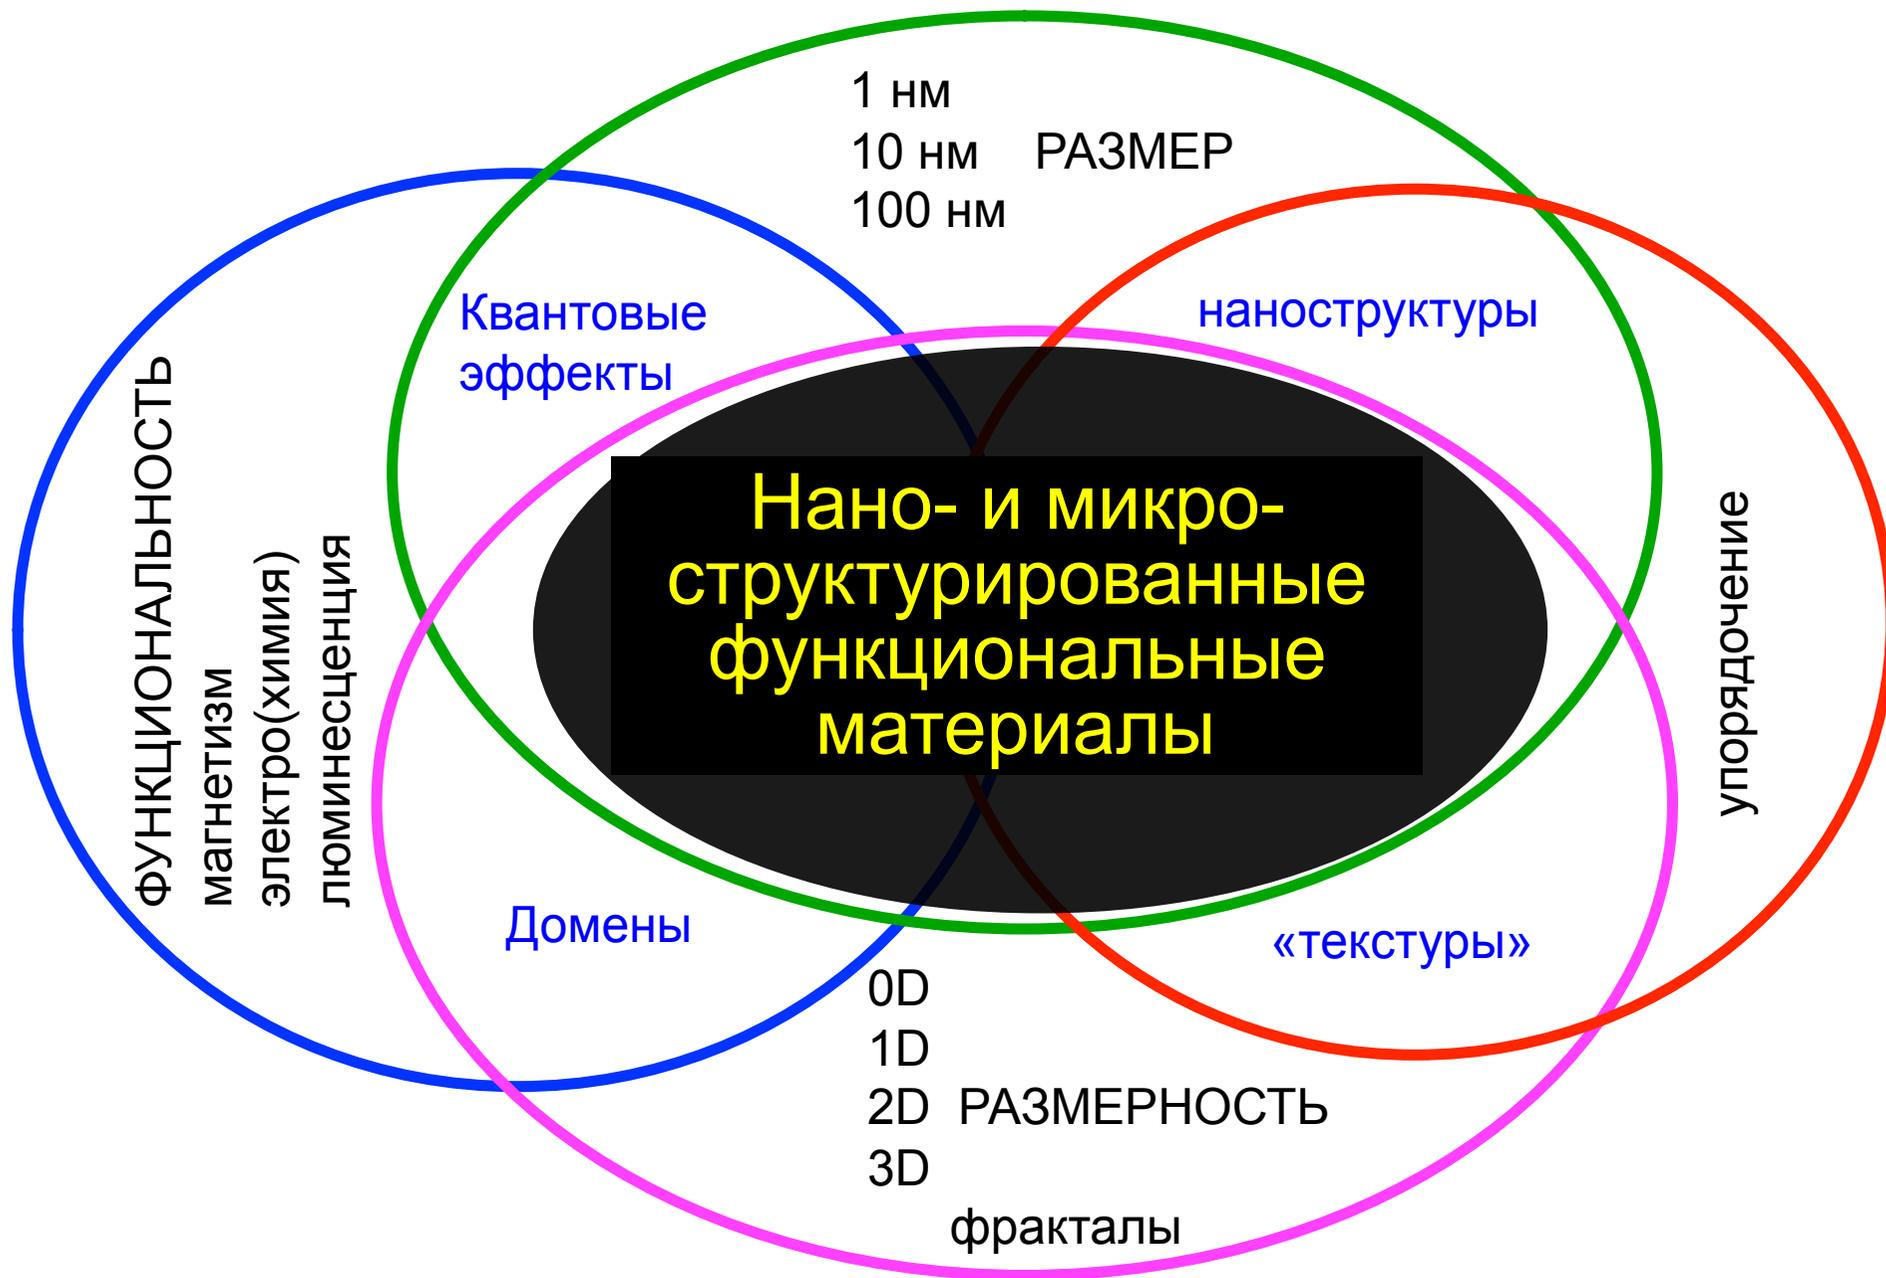 1 нм
10 нм РАЗМЕР
100 нм
Квантовые
эффекты
наноструктуры
ФУНКЦИОНАЛЬНОСТЬ
магнетизм
электро(химия)
люминесценция
Нано- и микро-
структурированные
функциональные
материалы
упорядочение
Домены
«текстуры»
0D
1D
2D РАЗМЕРНОСТЬ
3D
фракталы